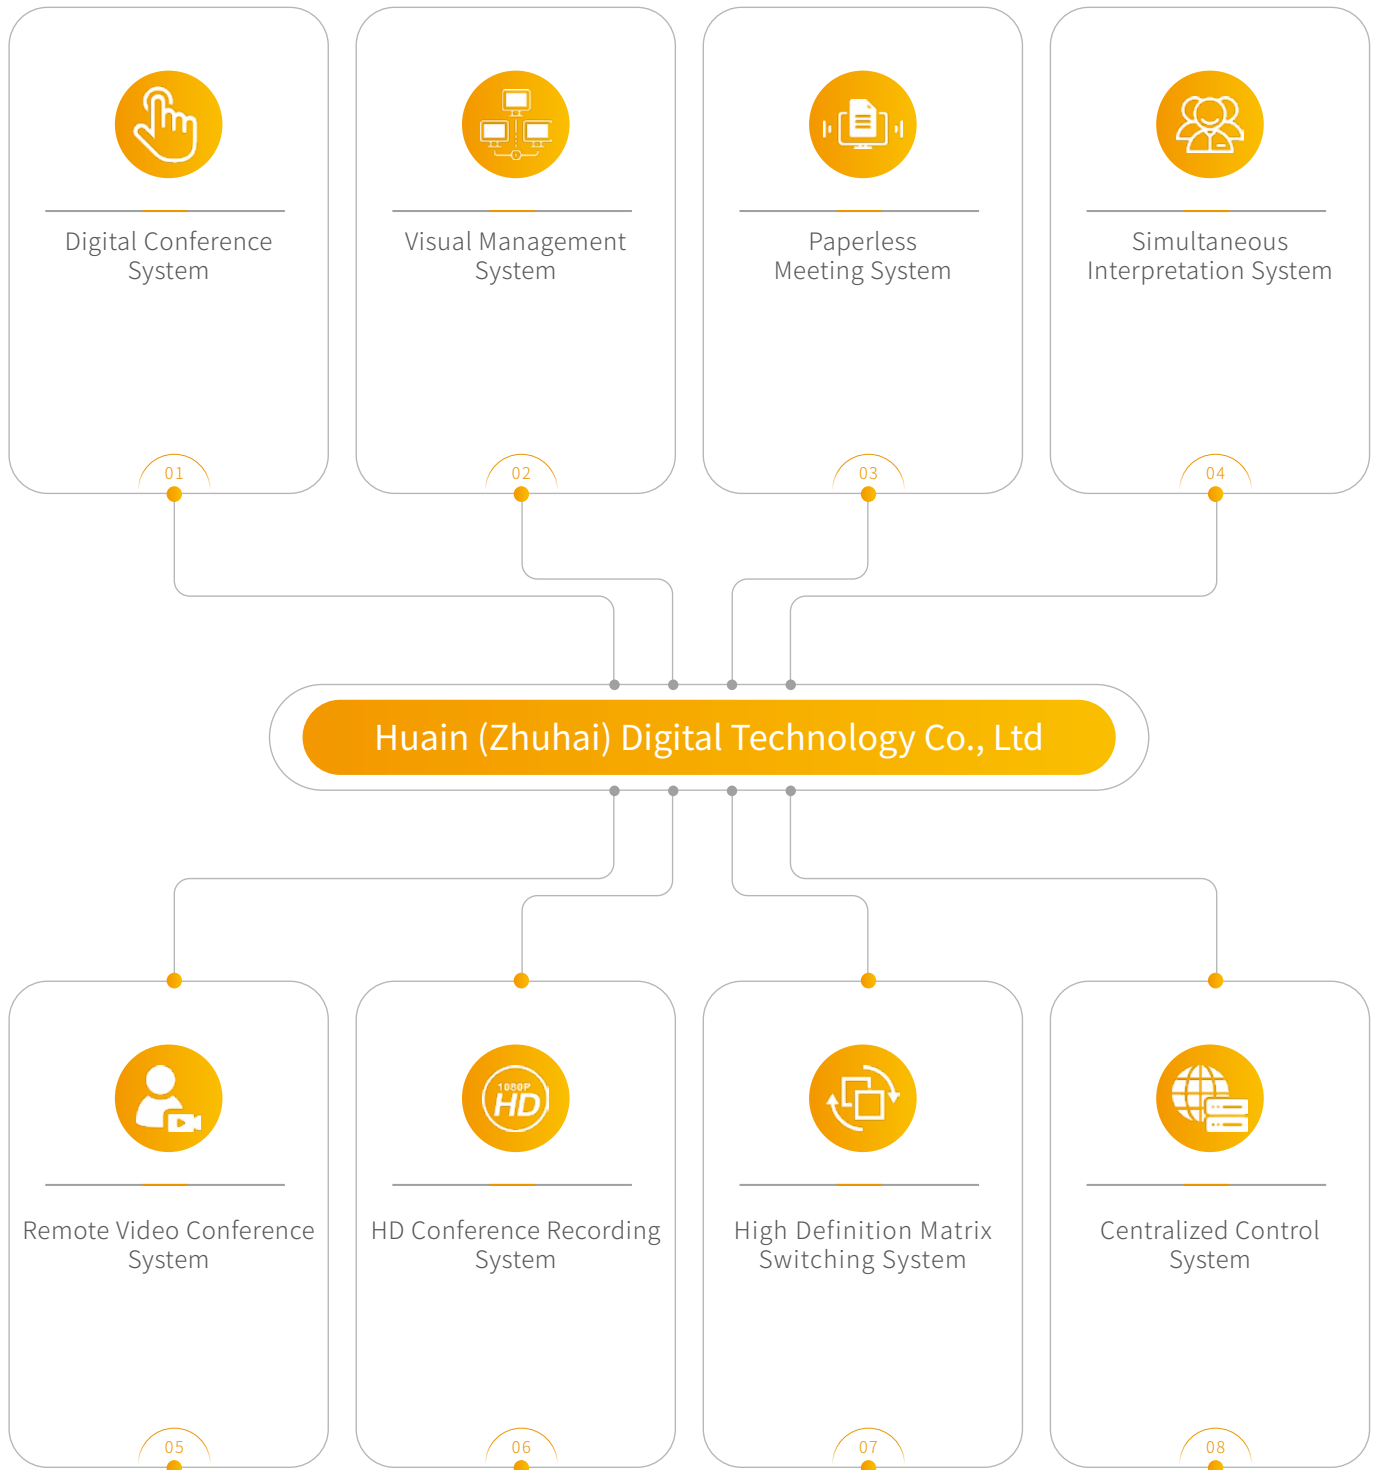 Digital Conference
System
01
Visual Management
System
02
Paperless
Meeting System
03
Simultaneous
Interpretation System
04
Huain (Zhuhai) Digital Technology Co., Ltd
Remote Video Conference
System
05
1080P
HD
HD Conference Recording
System
06
High Definition Matrix
Switching System
07
Centralized Control
System
08